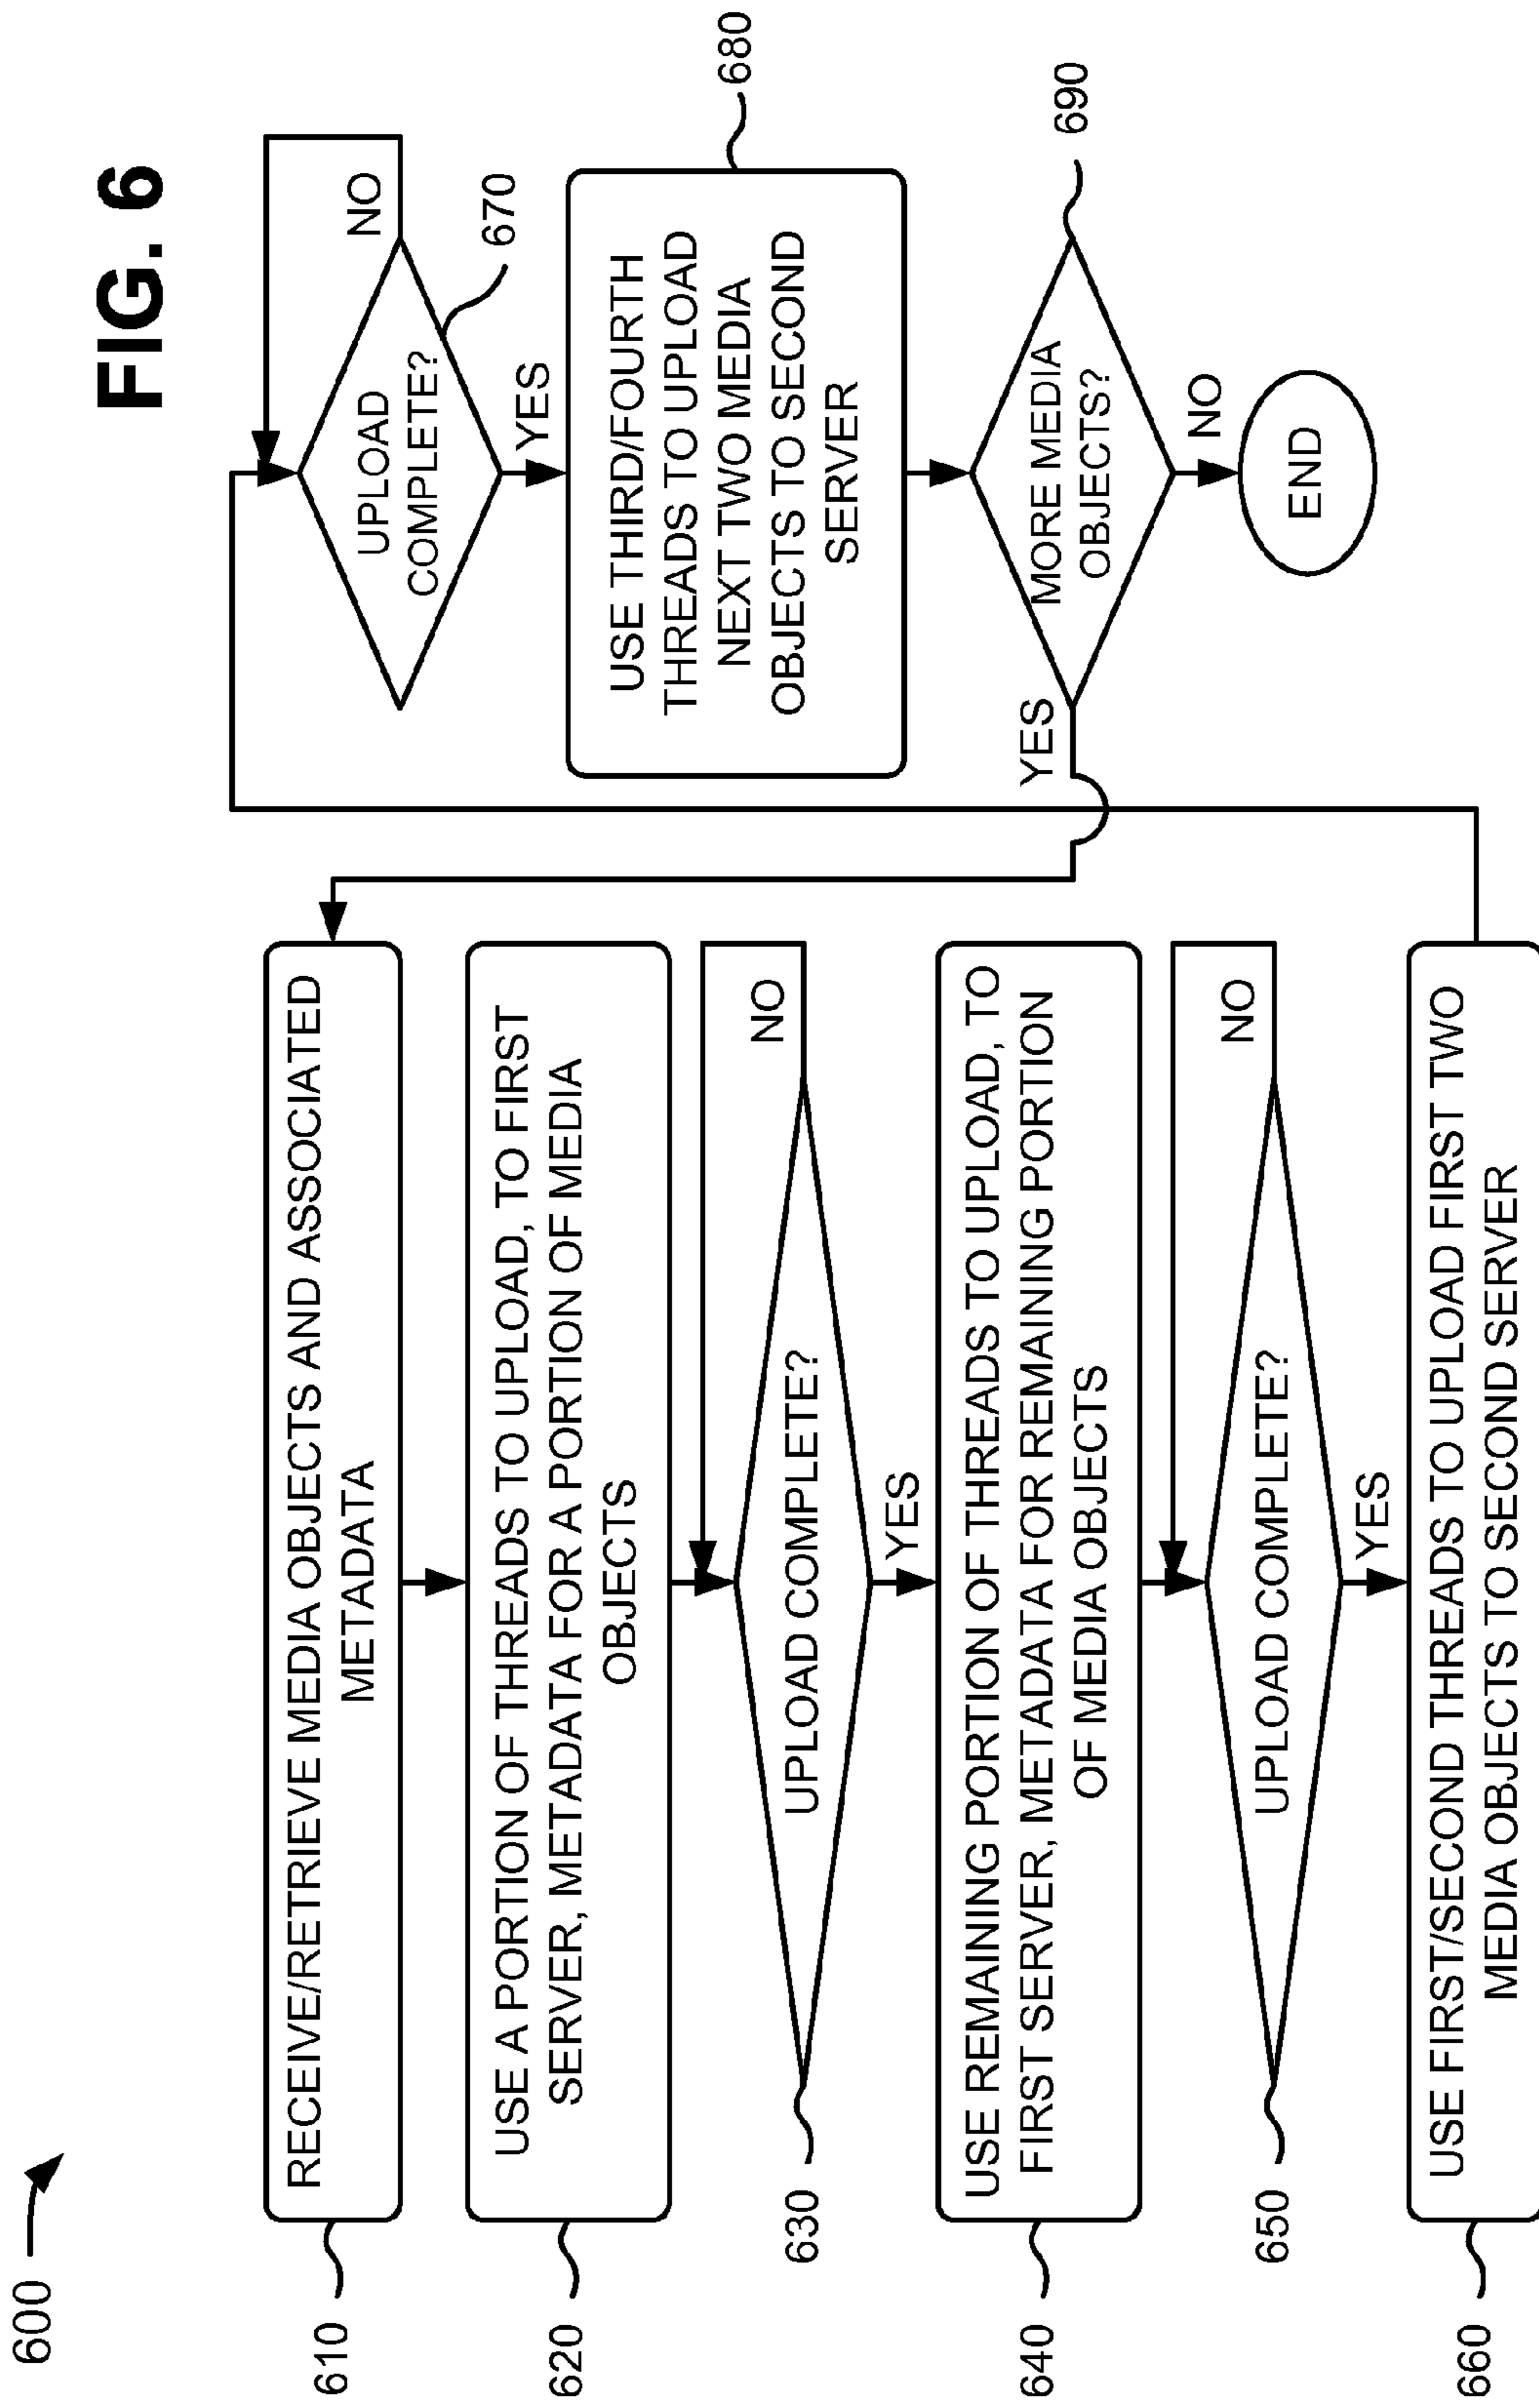 FIG. 6
600
610
RECEIVE/RETRIEVE MEDIA OBJECTS AND ASSOCIATED
METADATA
620
USE A PORTION OF THREADS TO UPLOAD, TO FIRST
SERVER, METADATA FOR A PORTION OF MEDIA
OBJECTS
630
UPLOAD COMPLETE?
NO
YES
640
USE REMAINING PORTION OF THREADS TO UPLOAD, TO
FIRST SERVER, METADATA FOR REMAINING PORTION
OF MEDIA OBJECTS
650
UPLOAD COMPLETE?
NO
YES
660
USE FIRST/SECOND THREADS TO UPLOAD FIRST TWO
MEDIA OBJECTS TO SECOND SERVER
UPLOAD
COMPLETE?
NO
670
YES
USE THIRD/FOURTH
THREADS TO UPLOAD
NEXT TWO MEDIA
OBJECTS TO SECOND
SERVER
680
YES
MORE MEDIA
OBJECTS?
690
NO
END